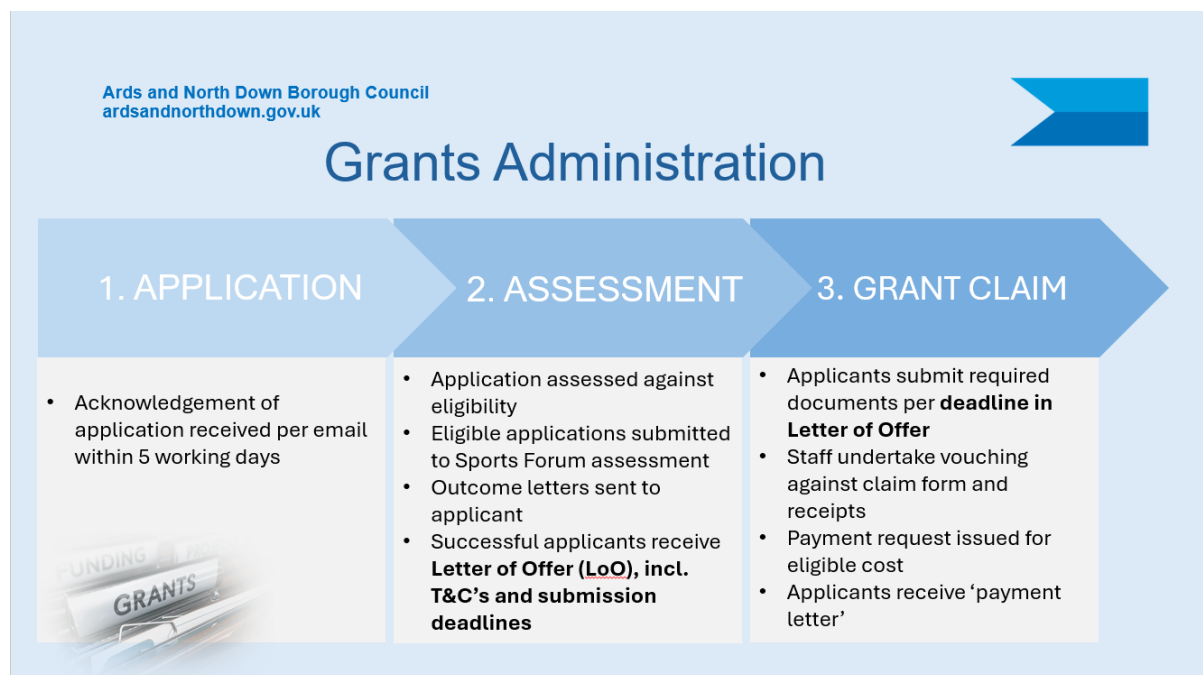 Ards and North Down Borough Council
ardsandnorthdown.gov.uk
Grants Administration
1. APPLICATION
• Acknowledgement of
application received per email
within 5 working days
FUNDING
GRANTS
2. ASSESSMENT
• Application assessed against
eligibility
• Eligible applications submitted
to Sports Forum assessment
• Outcome letters sent to
applicant
• Successful applicants receive
Letter of Offer (LoO), incl.
T&C’s and submission
deadlines
3. GRANT CLAIM
• Applicants submit required
documents per deadline in
Letter of Offer
• Staff undertake vouching
against claim form and
receipts
• Payment request issued for
eligible cost
• Applicants receive ‘payment
letter’